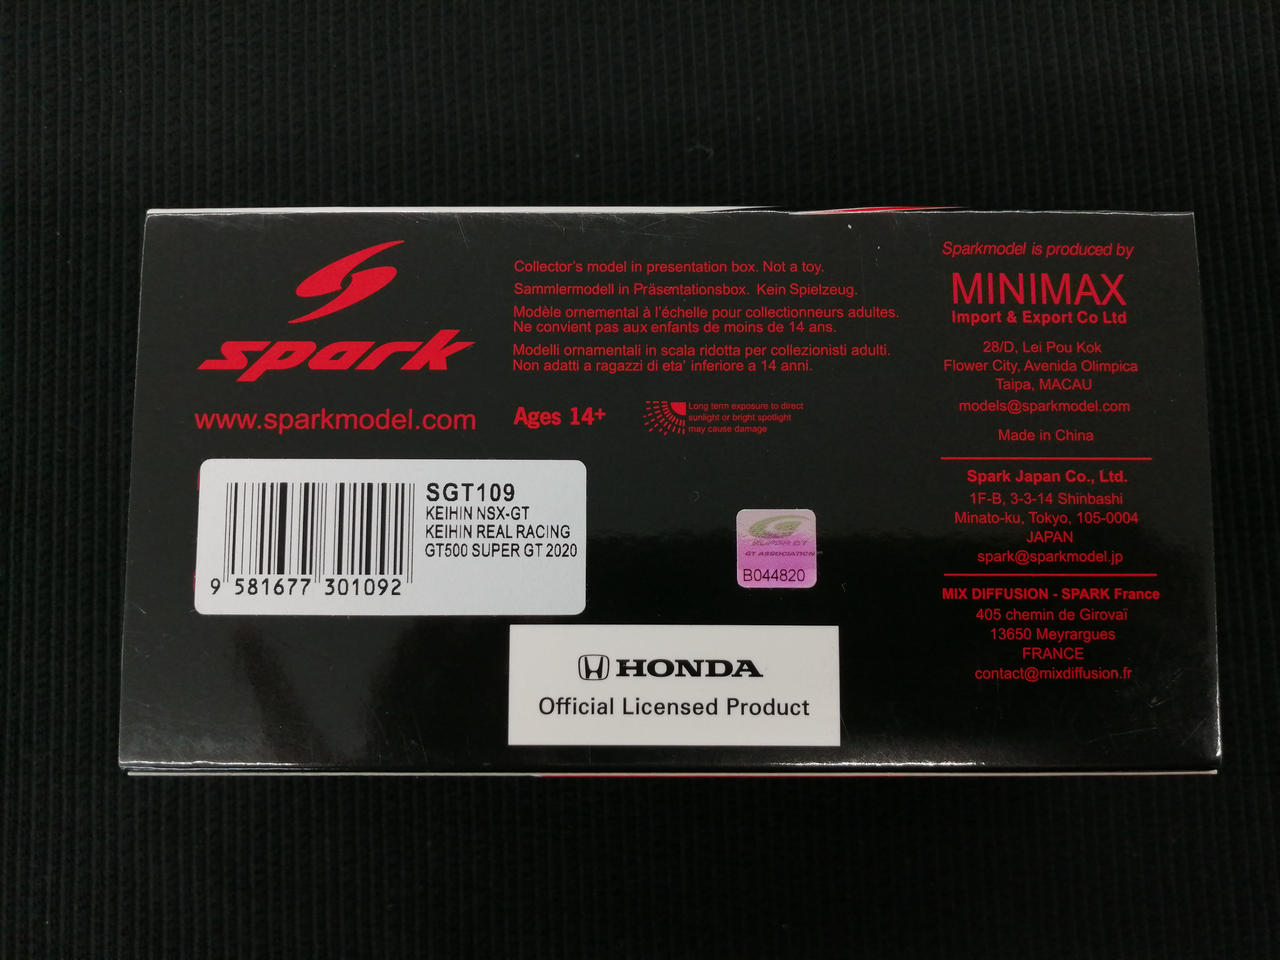 spark
www.sparkmodel.com
Collector's model in presentation box. Not a toy.
Sammlermodell in Präsentationsbox. Kein Spielzeug.
Modèle ornemental à l'échelle pour collectionneurs adultes.
Ne convient pas aux enfants de moins de 14 ans.
Modelli ornamentali in scala ridotta per collezionisti adulti.
Non adatti a ragazzi di eta' inferiore a 14 anni.
Ages 14+
Long term exposure to direct
sunlight or bright spotlight
may cause damage
Sparkmodel is produced by
MINIMAX
Import & Export Co Ltd
28/D, Lei Pou Kok
Flower City, Avenida Olimpica
Taipa, MACAU
models@sparkmodel.com
Made in China
Spark Japan Co., Ltd.
1F-B, 3-3-14 Shinbashi
Minato-ku, Tokyo, 105-0004
JAPAN
spark@sparkmodel.jp
MIX DIFFUSION - SPARK France
405 chemin de Girovaï
13650 Meyrargues
FRANCE
contact@mixdiffusion.fr
SGT109
KEIHIN NSX-GT
KEIHIN REAL RACING
GT500 SUPER GT 2020
9 581677 301092
SUPER GT
GT ASSOCIATION
B044820
HONDA
Official Licensed Product